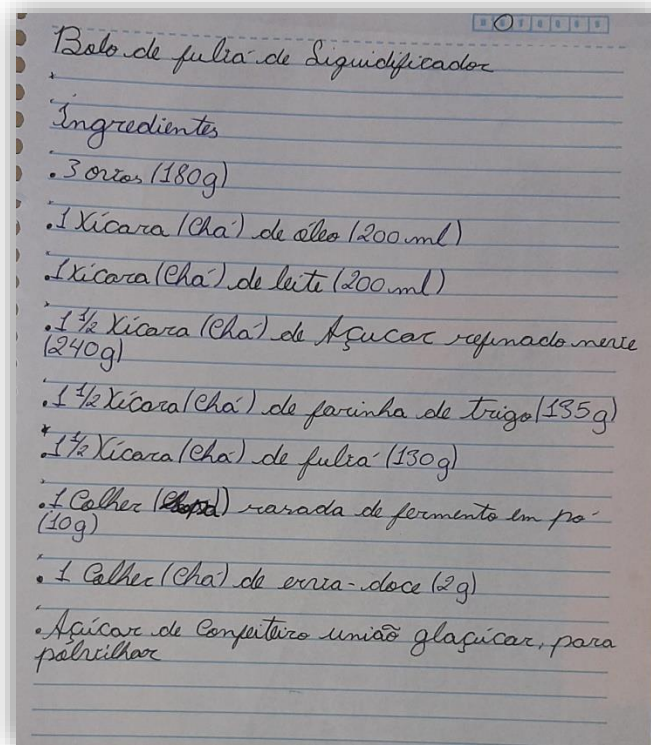 Bolo de fubá de Liquidificador
Ingredientes
. 3 ovos (180g)
. 1 Xícara (Chá) de óleo (200 ml)
. 1 xícara (Chá) de leite (200 ml)
. 1 1/2 Xícara (Chá) de Açucar refinado neve
(240g)
. 1 1/2 Xícara (Chá) de farinha de trigo (135g)
. 1 1/2 Xícara (Chá) de fubá (130g)
. 1 Colher ( ) rasada de fermento em pó
(10g)
. 1 Colher (Chá) de erva-doce (2g)
. Açúcar de Confeiteiro união glaçúcar, para
polvilhar